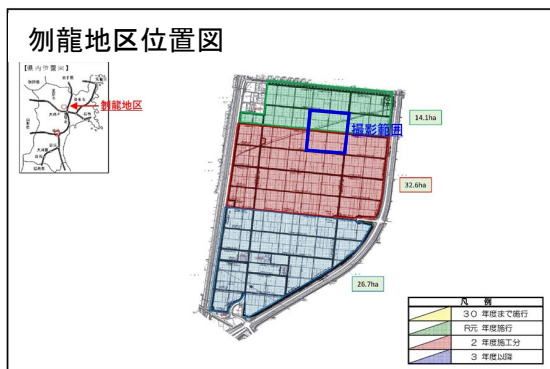 刎龍地区位置図
【県内位置図】
刎龍地区
14.1ha
撮影範囲
32.6ha
26.7ha
凡 例
30 年度まで施行
R元 年度施行
2 年度施工分
3 年度以降